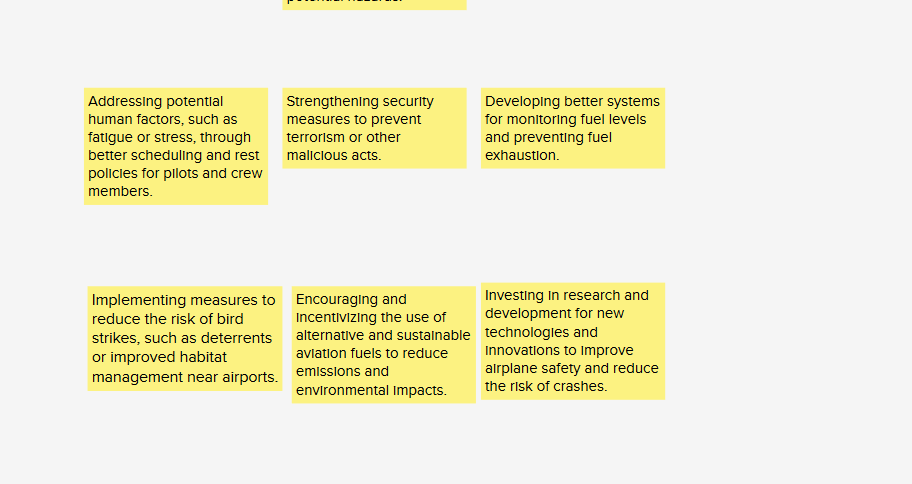 potential hazards.
Addressing potential
human factors, such as
fatigue or stress, through
better scheduling and rest
policies for pilots and crew
members.
Strengthening security
measures to prevent
terrorism or other
malicious acts.
Developing better systems
for monitoring fuel levels
and preventing fuel
exhaustion.
Implementing measures to
reduce the risk of bird
strikes, such as deterrents
or improved habitat
management near airports.
Encouraging and
incentivizing the use of
alternative and sustainable
aviation fuels to reduce
emissions and
environmental impacts.
Investing in research and
development for new
technologies and
innovations to improve
airplane safety and reduce
the risk of crashes.